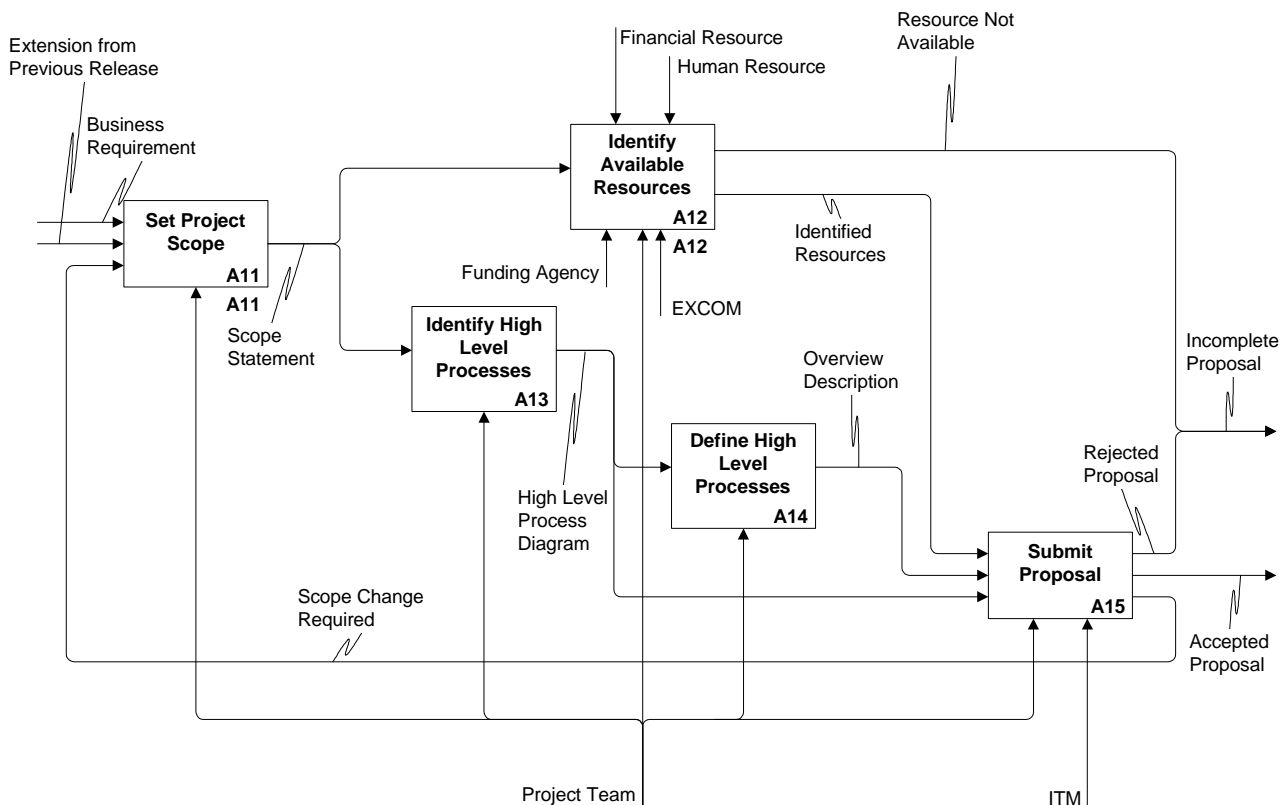 Extension from
Previous Release
Business
Requirement
Financial Resource
Human Resource
Resource Not
Available
Identify
Available
Resources
A12
A12
Set Project
Scope
A11
A11
Funding Agency
EXCOM
Identified
Resources
Scope
Statement
Identify High
Level
Processes
A13
Overview
Description
Incomplete
Proposal
Define High
Level
Processes
A14
High Level
Process
Diagram
Rejected
Proposal
Submit
Proposal
A15
Scope Change
Required
Accepted
Proposal
Project Team
ITM